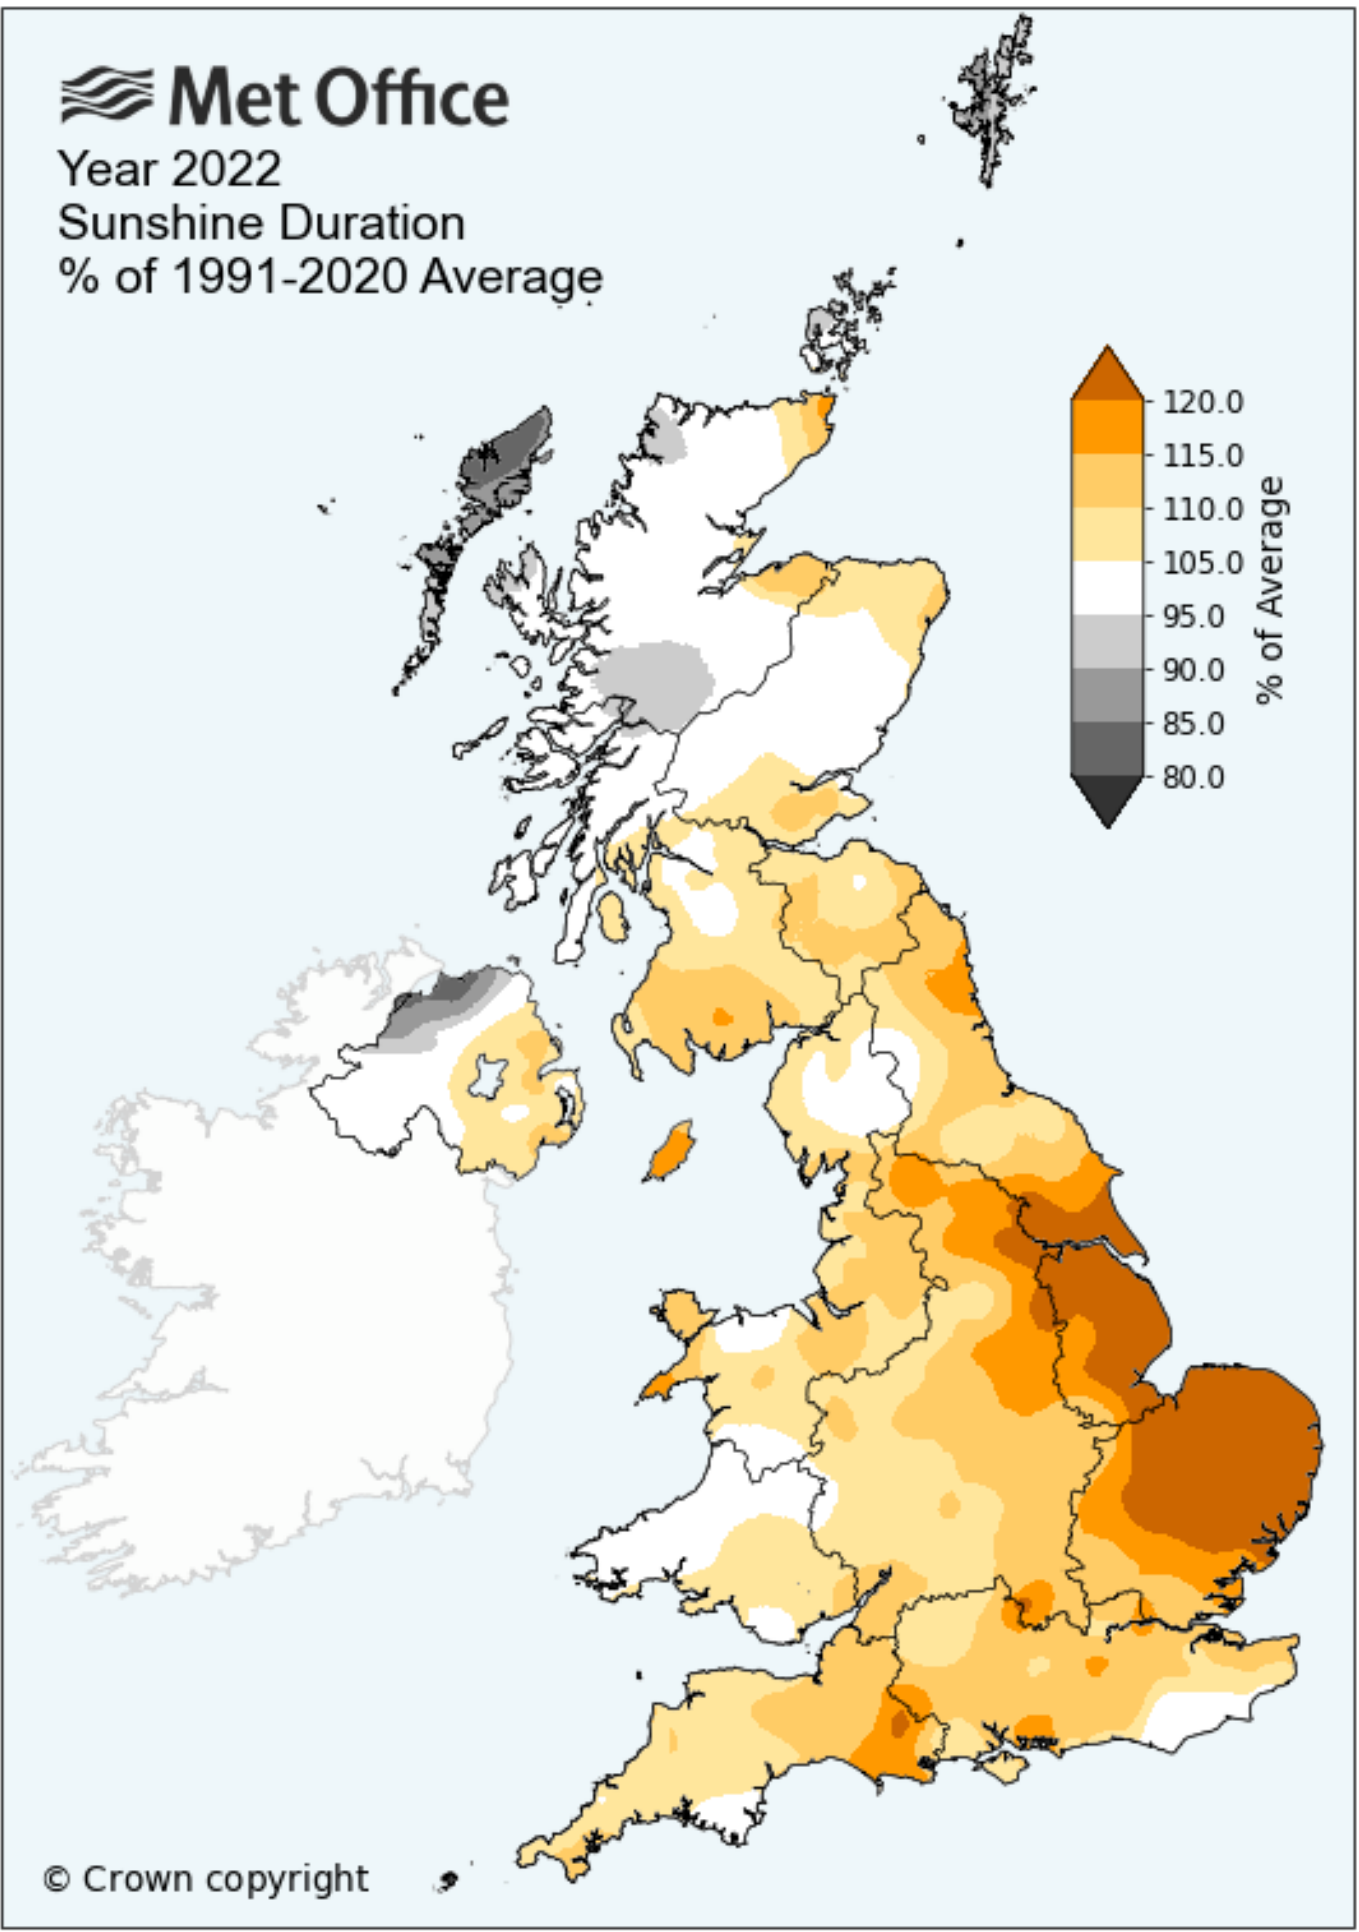 Met Office
Year 2022
Sunshine Duration
% of 1991-2020 Average
120.0
115.0
110.0
105.0
95.0
90.0
85.0
80.0
% of Average
© Crown copyright